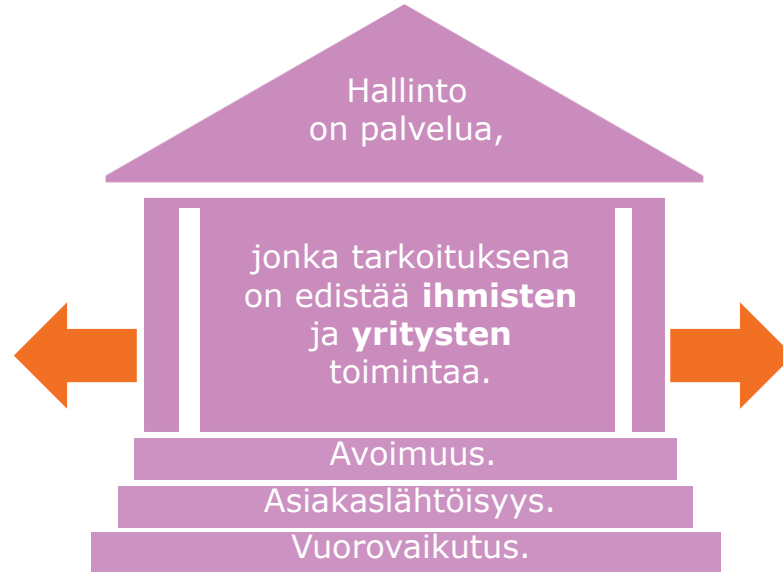 Hallinto
on palvelua,
jonka tarkoituksena
on edistää ihmisten
ja yritysten
toimintaa.
Avoimuus.
Asiakaslähtöisyys.
Vuorovaikutus.